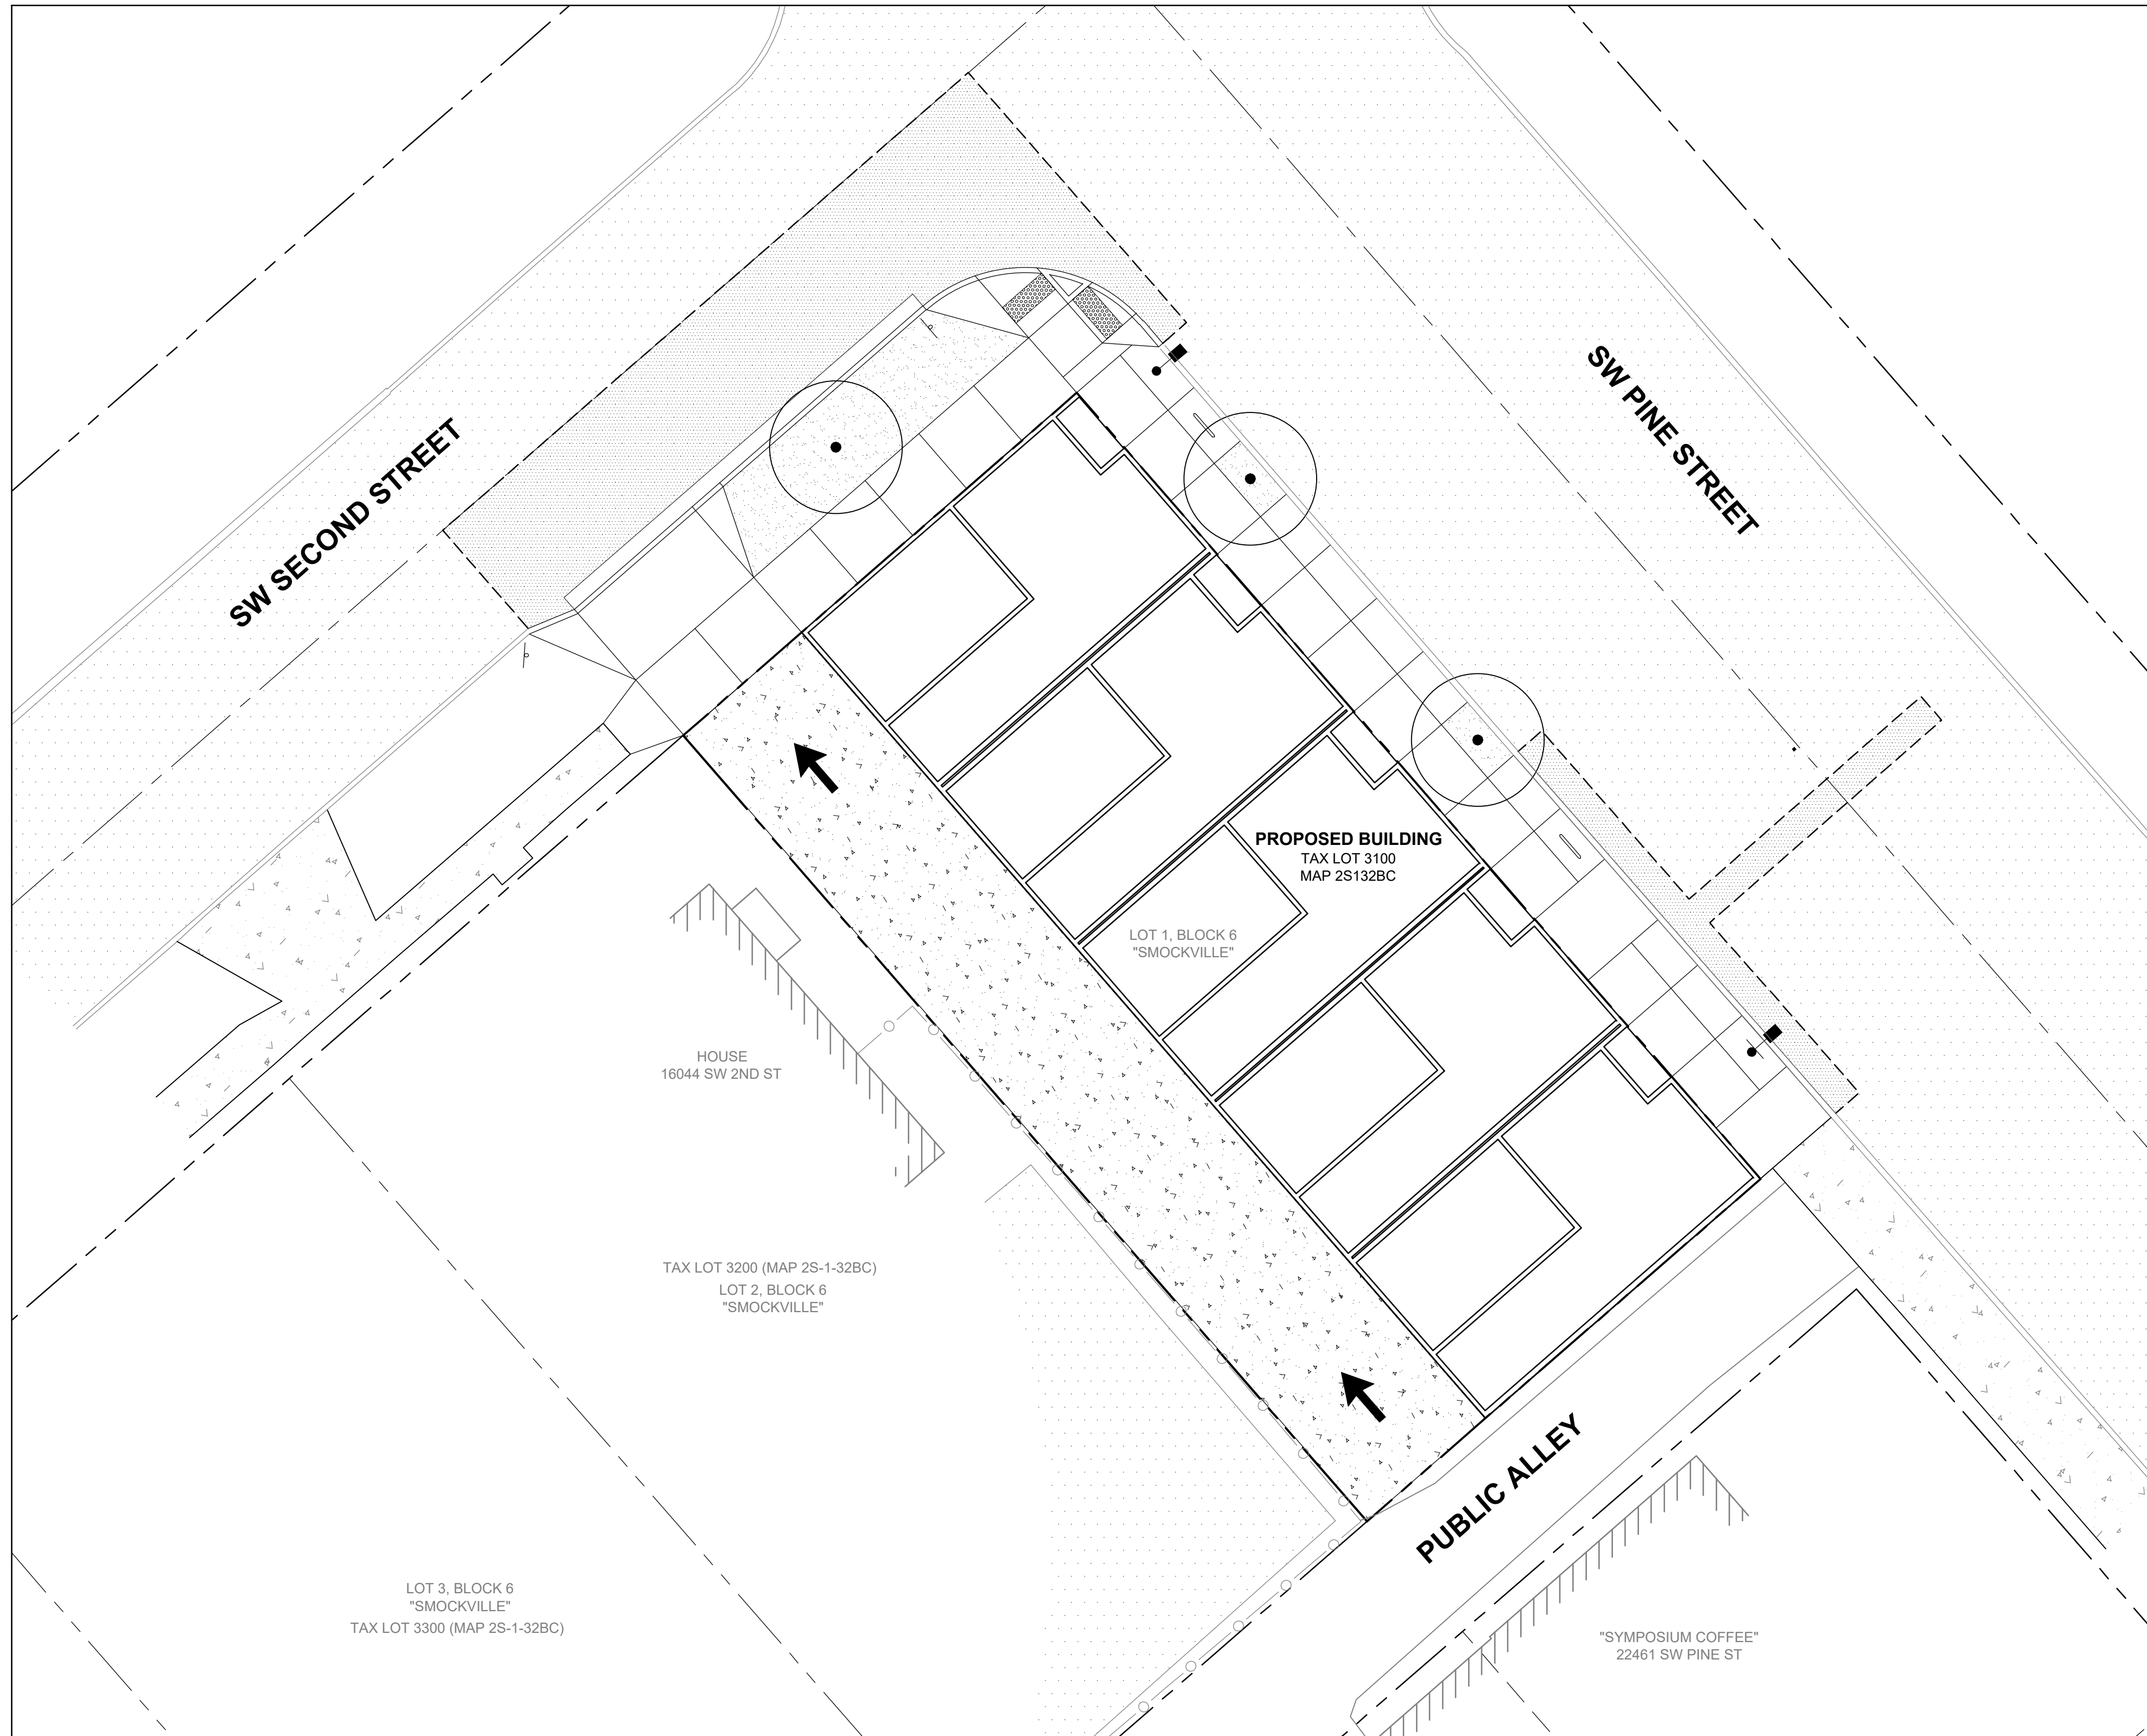 SW SECOND STREET
SW PINE STREET
PROPOSED BUILDING
TAX LOT 3100
MAP 2S132BC
LOT 1, BLOCK 6
"SMOCKVILLE"
HOUSE
16044 SW 2ND ST
TAX LOT 3200 (MAP 2S-1-32BC)
LOT 2, BLOCK 6
"SMOCKVILLE"
PUBLIC ALLEY
LOT 3, BLOCK 6
"SMOCKVILLE"
TAX LOT 3300 (MAP 2S-1-32BC)
"SYMPOSIUM COFFEE"
22461 SW PINE ST